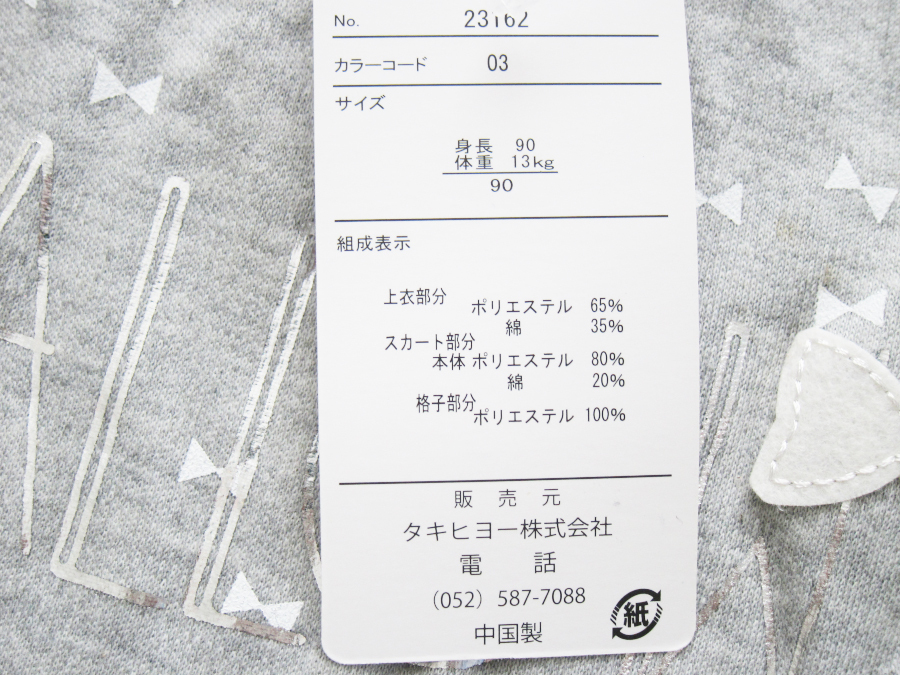 No. 23162
カラーコード 03
サイズ
身長 90
体重 13kg
90
組成表示
上衣部分
ポリエステル 65%
綿 35%
スカート部分
本体 ポリエステル 80%
綿 20%
格子部分
ポリエステル 100%
販売元
タキヒヨー株式会社
電話
(052) 587-7088
中国製
紙